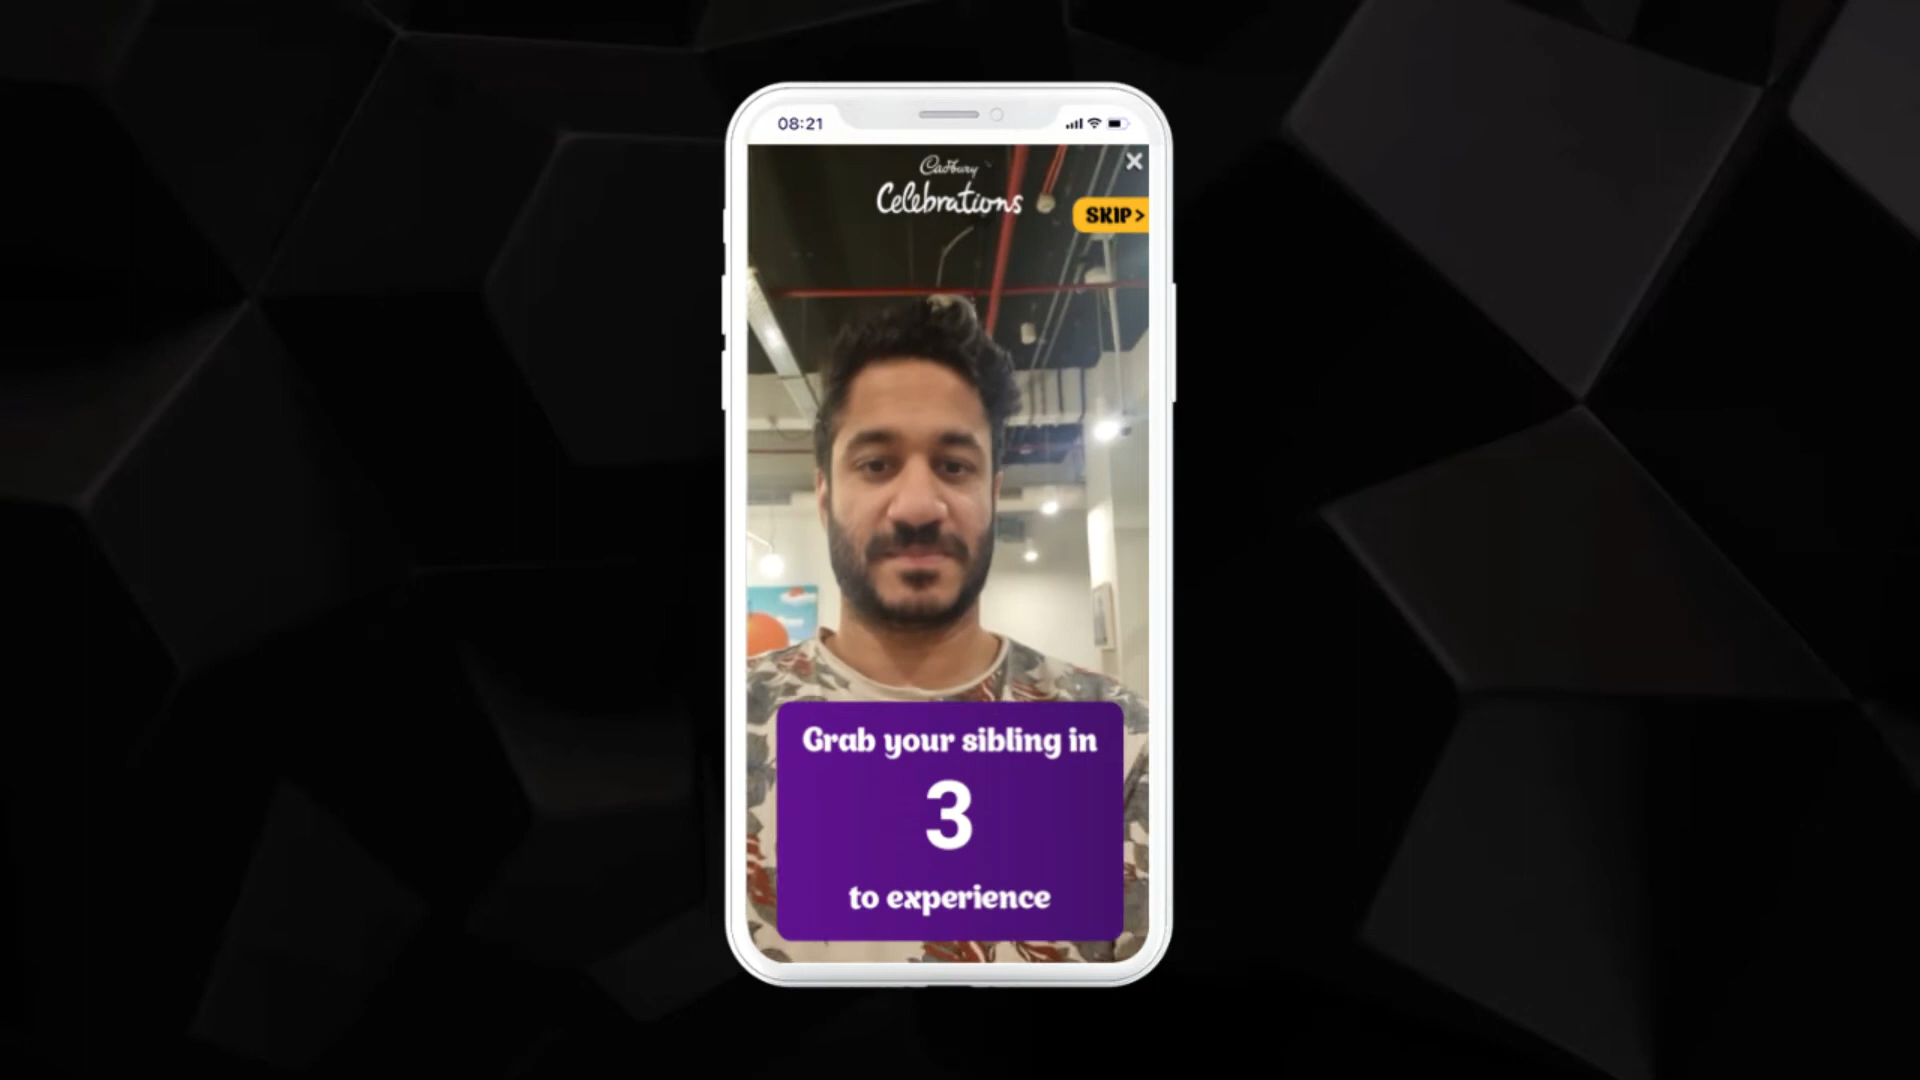 08:21
Cadbury
Celebrations
SKIP >
Grab your sibling in
3
to experience